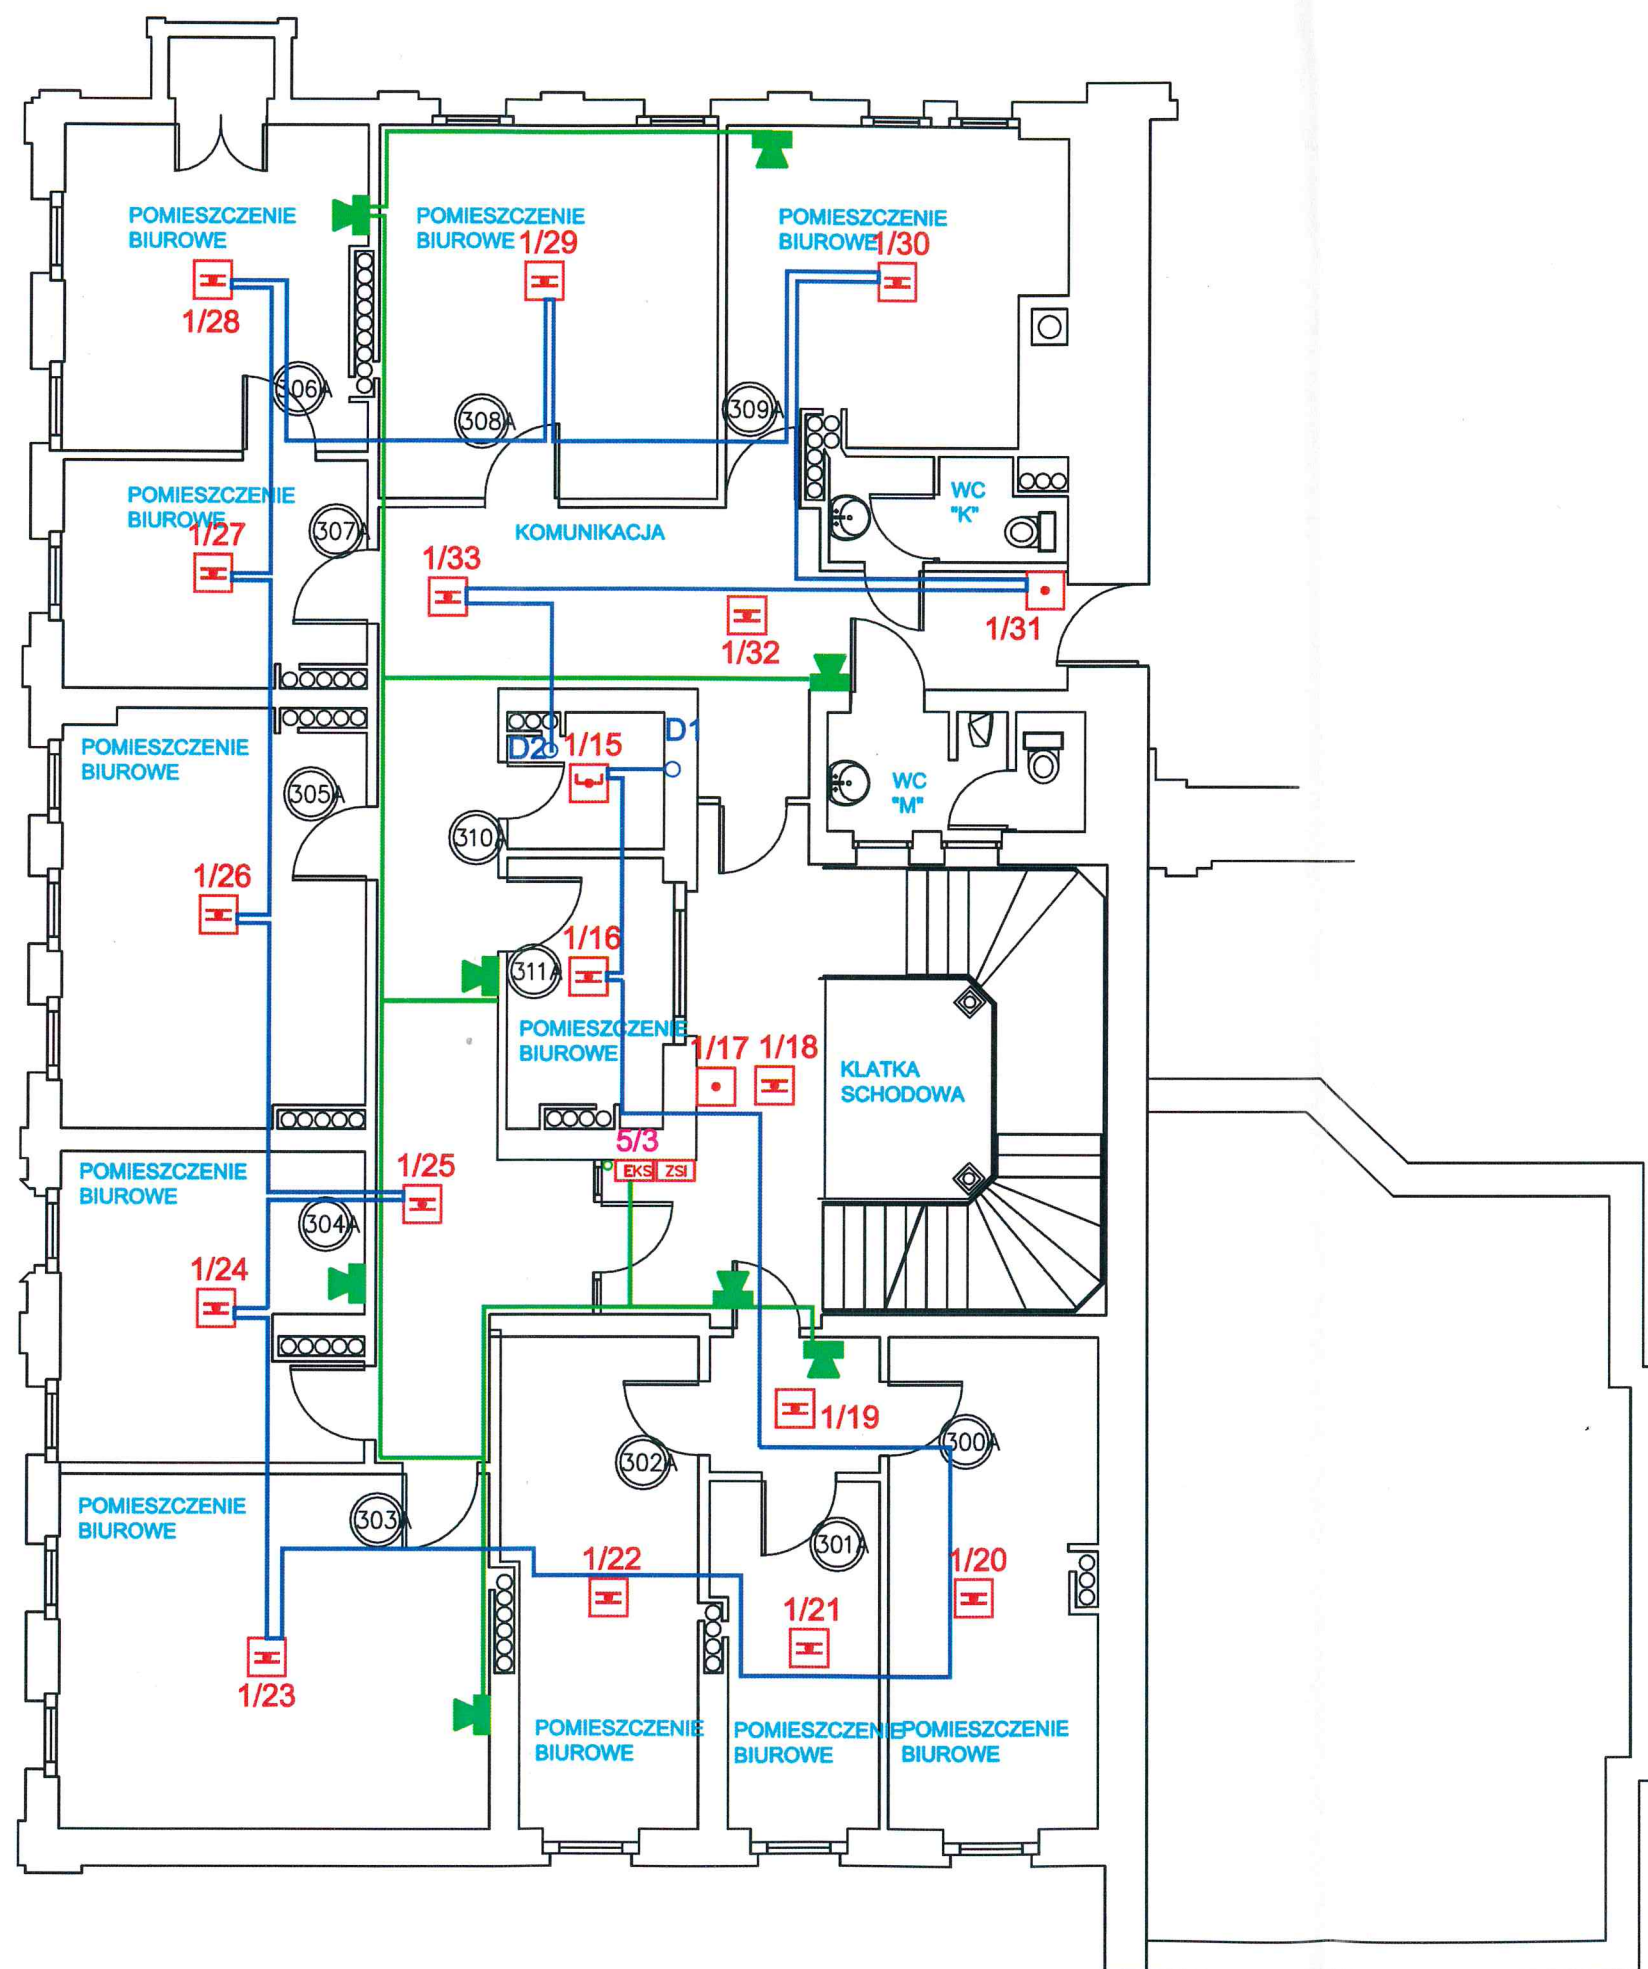 POMIESZCZENIE
BIUROWE
1/28
POMIESZCZENIE
BIUROWE
1/29
POMIESZCZENIE
BIUROWE
1/30
306A
308A
309A
POMIESZCZENIE
BIUROWE
1/27
307A
KOMUNIKACJA
WC
"K"
1/33
1/32
1/31
POMIESZCZENIE
BIUROWE
305A
D2
1/15
D1
310
WC
"M"
1/26
1/16
311A
POMIESZCZENIE
BIUROWE
1/17
1/18
KLATKA
SCHODOWA
5/3
EKS
ZSI
POMIESZCZENIE
BIUROWE
1/25
304A
1/24
1/19
300A
302A
POMIESZCZENIE
BIUROWE
303A
301A
1/22
1/20
1/21
1/23
POMIESZCZENIE
BIUROWE
POMIESZCZENIE
BIUROWE
POMIESZCZENIE
BIUROWE